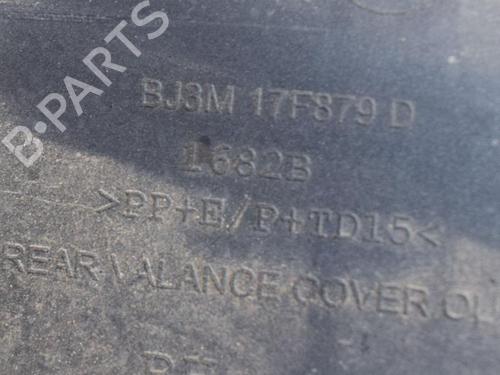 B-PARTS
BJ3M 17F879 D
1682B
>PP+E/P+TD15<
REAR VALANCE COVER